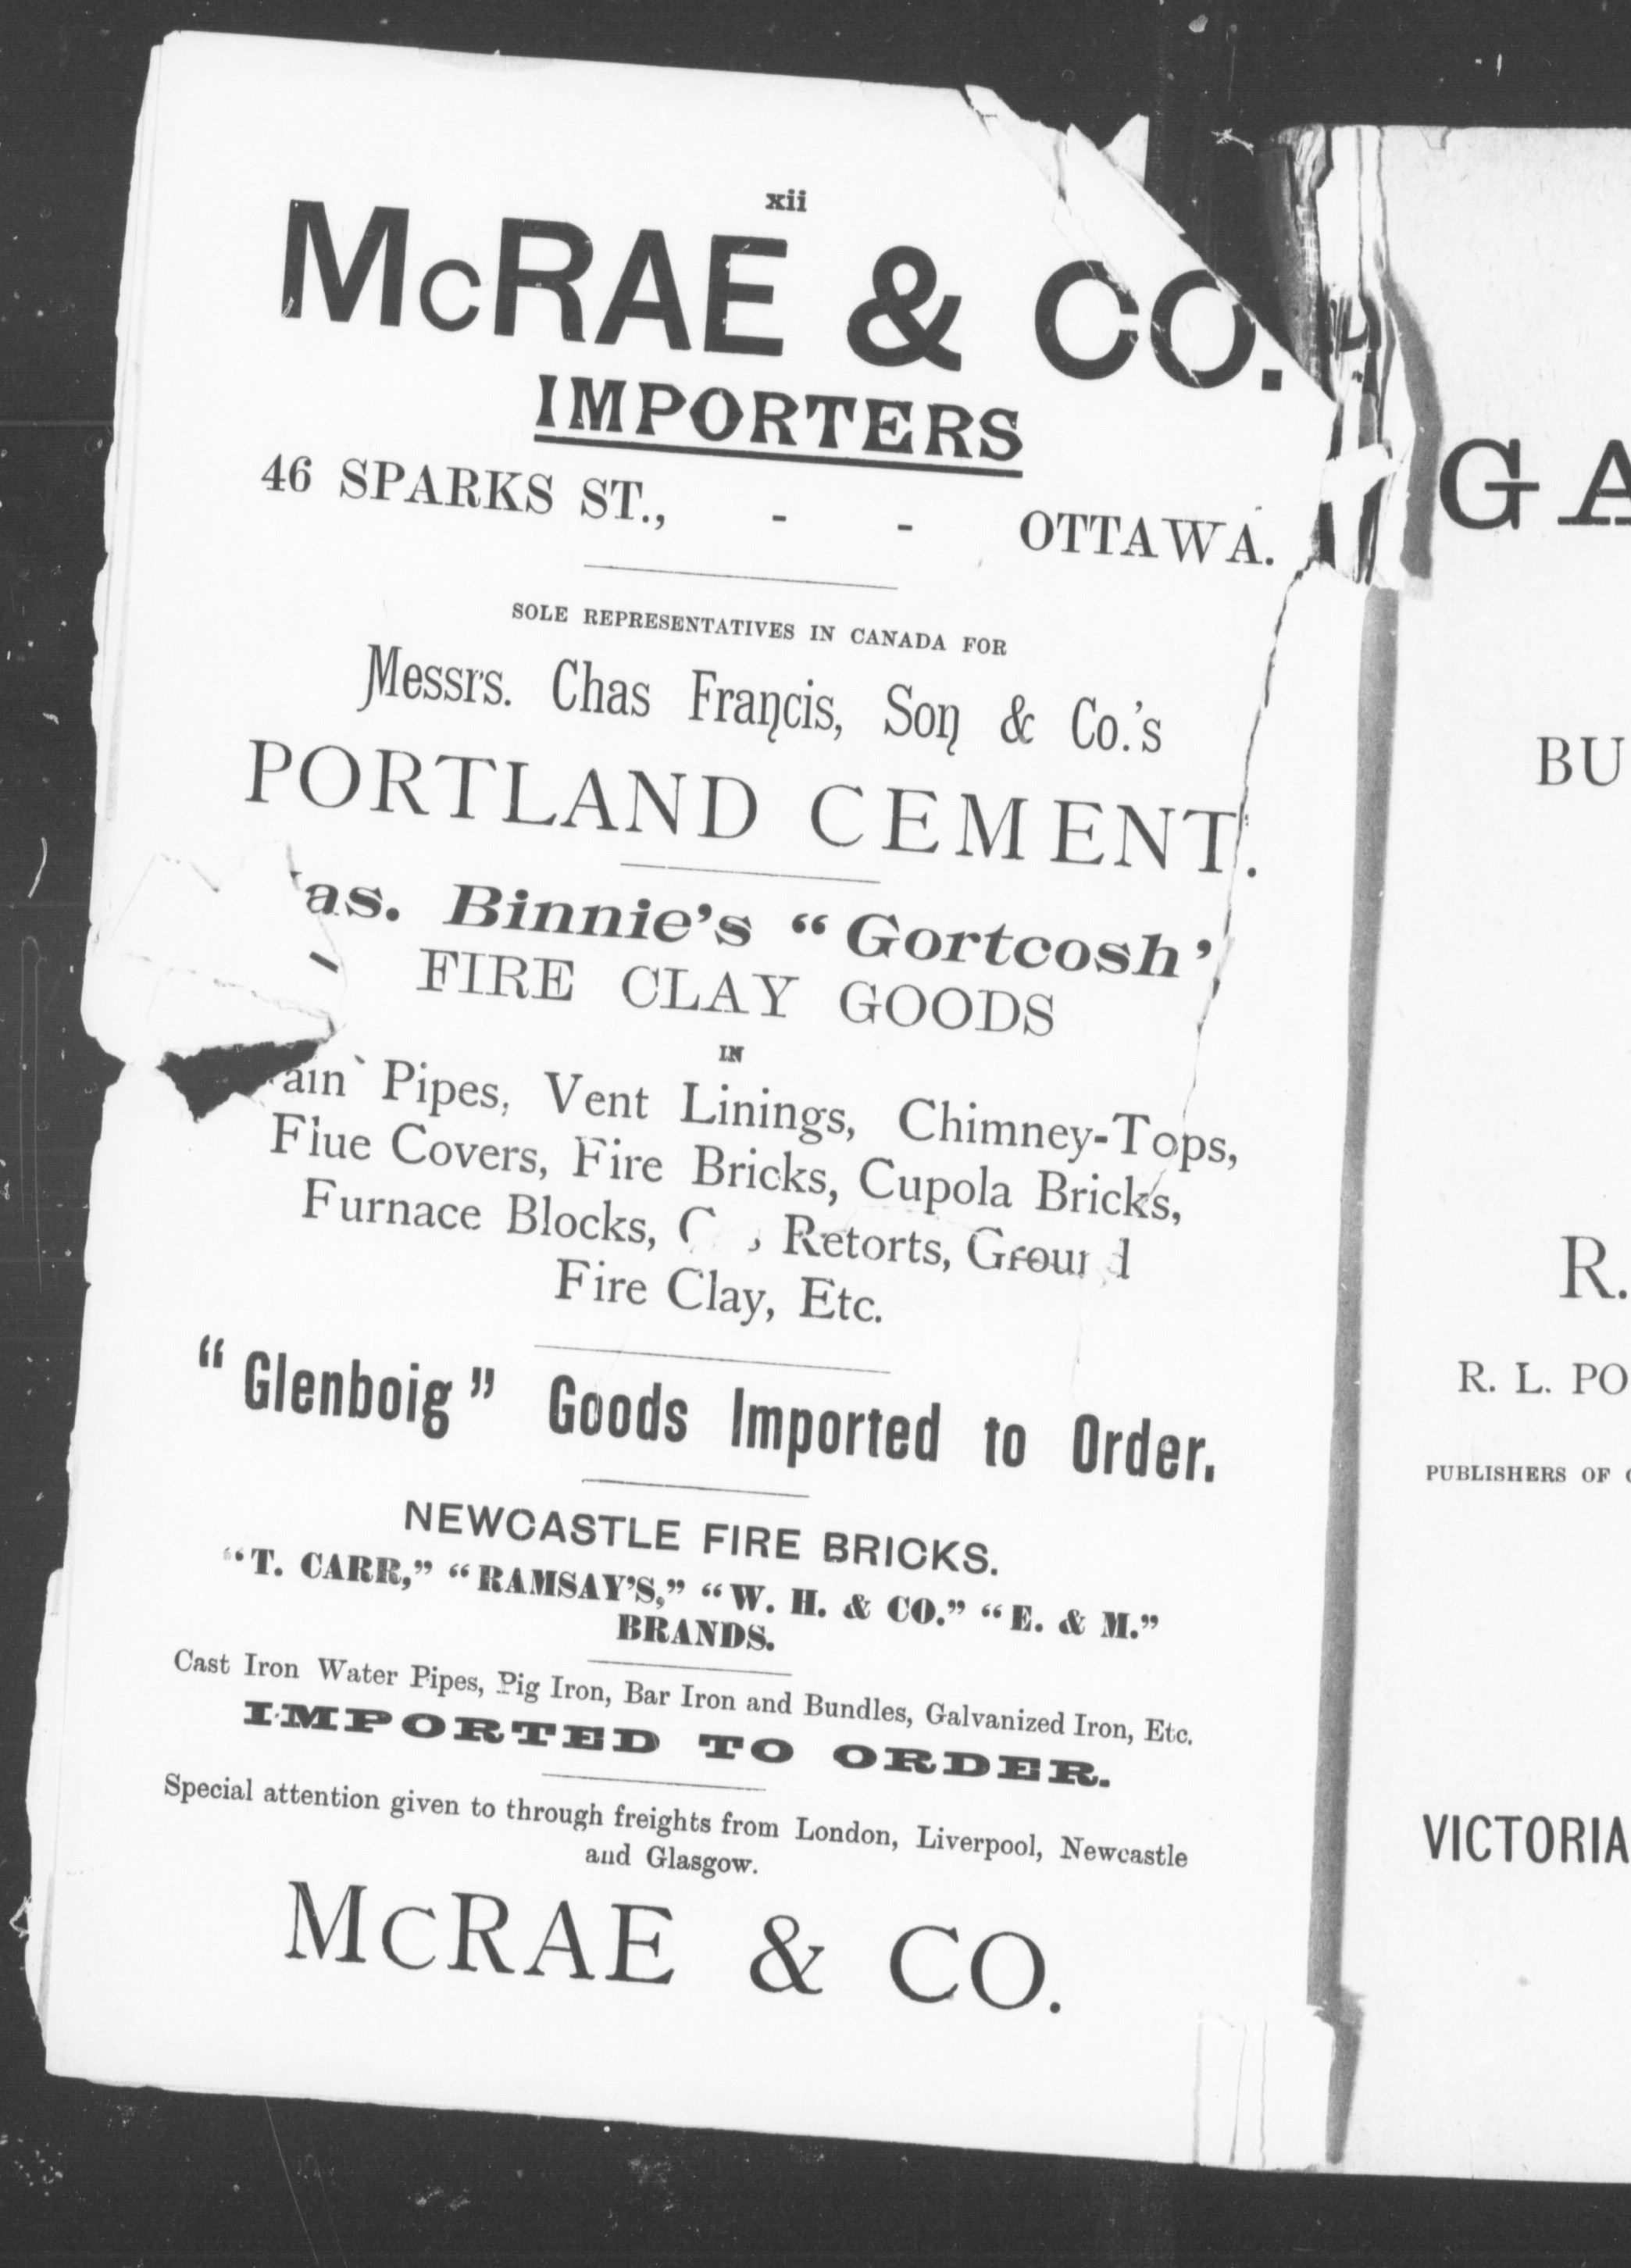 xii
McRAE & CO.
IMPORTERS
46 SPARKS ST., - - OTTAWA.
SOLE REPRESENTATIVES IN CANADA FOR
Messrs. Chas Francis, Son & Co.'s
PORTLAND CEMENT.
Binnie's "Gortcosh'
FIRE CLAY GOODS
IN
Pipes, Vent Linings, Chimney-Tops,
Flue Covers, Fire Bricks, Cupola Bricks,
Furnace Blocks, Retorts, Ground
Fire Clay, Etc.
"Glenboig" Goods Imported to Order.
NEWCASTLE FIRE BRICKS.
"T. CARR," "RAMSAY'S," "W. H. & CO." "E. & M."
BRANDS.
Cast Iron Water Pipes, Pig Iron, Bar Iron and Bundles, Galvanized Iron, Etc.
IMPORTED TO ORDER.
Special attention given to through freights from London, Liverpool, Newcastle
and Glasgow.
McRAE & CO.
GA
BU
R.
R. L. PO
PUBLISHERS OF
VICTORIA